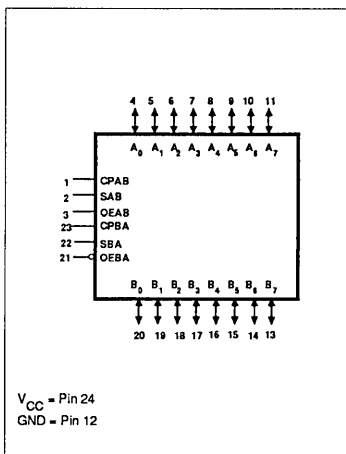 4 5 6 7 8 9 10 11
A0 A1 A2 A3 A4 A5 A6 A7
1 CPAB
2 SAB
3 OEAB
23 CPBA
22 SBA
21 OEBA
B0 B1 B2 B3 B4 B5 B6 B7
20 19 18 17 16 15 14 13
VCC = Pin 24
GND = Pin 12